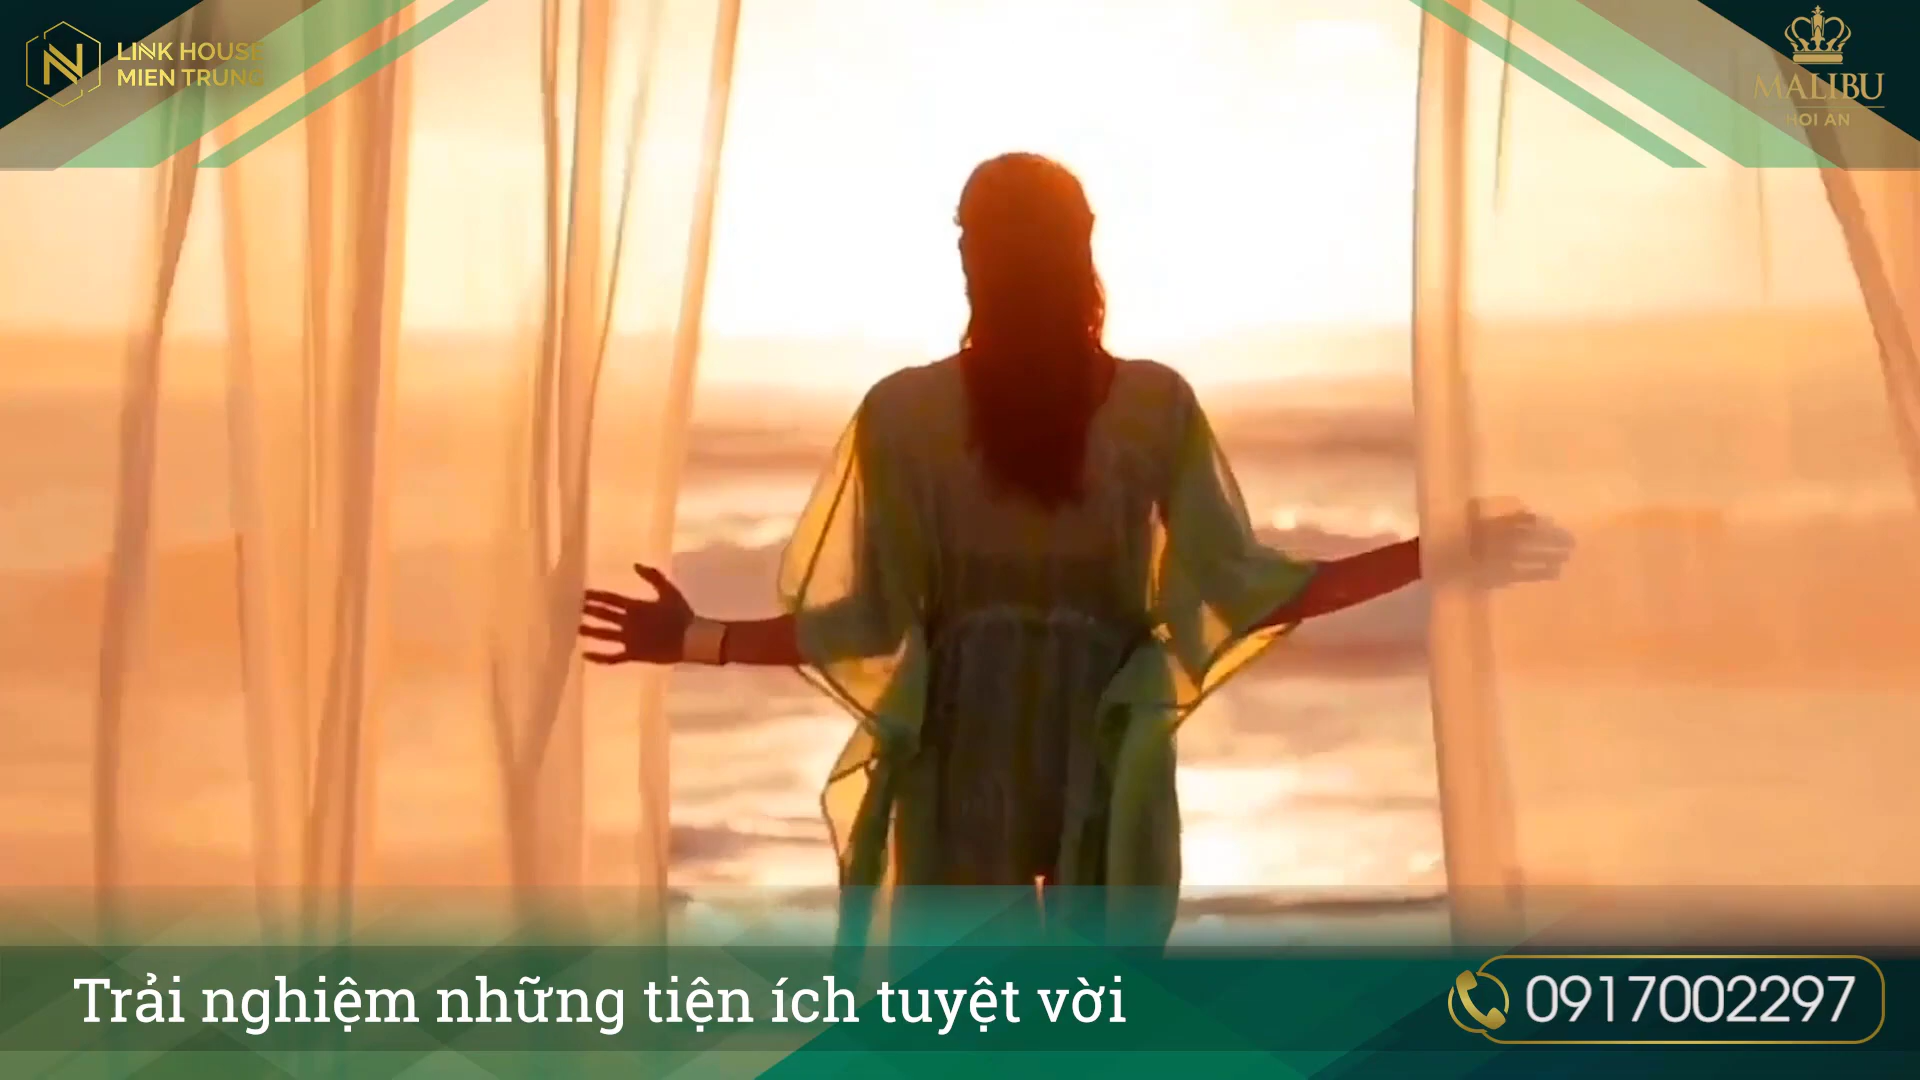 LINK HOUSE
MIEN TRUNG
MALIBU
HOI AN
Trải nghiệm những tiện ích tuyệt vời
0917002297